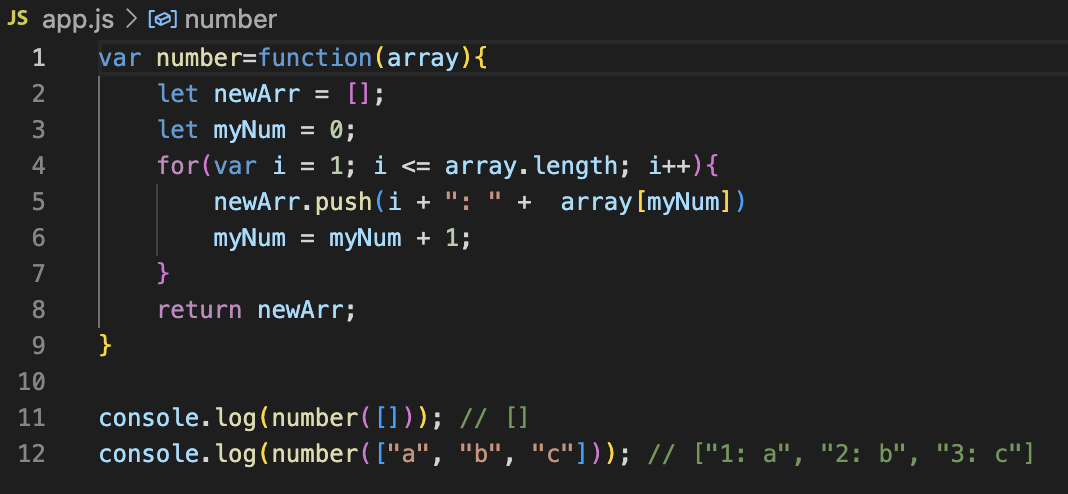 JS app.js > number
1 var number=function(array){
2     let newArr = [];
3     let myNum = 0;
4     for(var i = 1; i <= array.length; i++){
5         newArr.push(i + ": " +  array[myNum])
6         myNum = myNum + 1;
7     }
8     return newArr;
9 }
10
11 console.log(number([])); // []
12 console.log(number(["a", "b", "c"])); // ["1: a", "2: b", "3: c"]